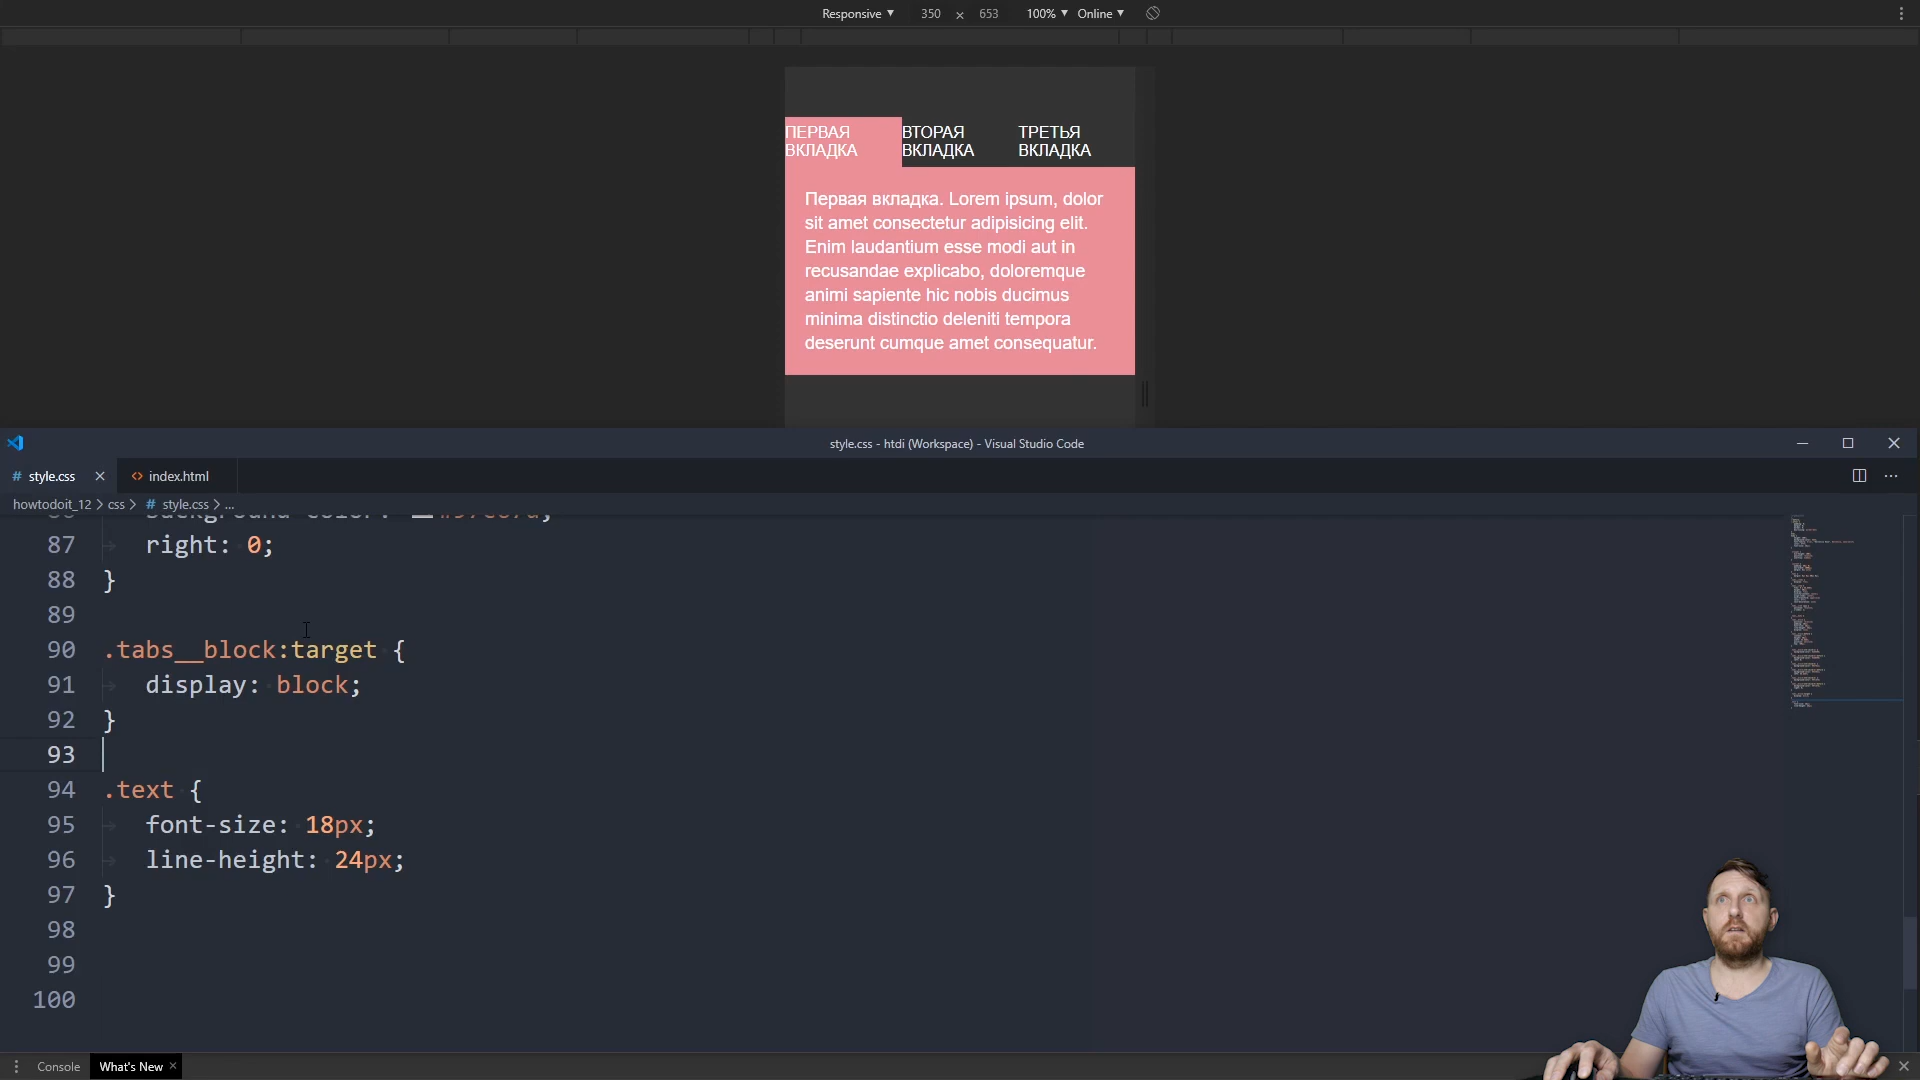 Responsive ▼ 350 × 653 100% ▼ Online ▼
ПЕРВАЯ ВКЛАДКА
ВТОРАЯ ВКЛАДКА
ТРЕТЬЯ ВКЛАДКА
Первая вкладка. Lorem ipsum, dolor
sit amet consectetur adipisicing elit.
Enim laudantium esse modi aut in
recusandae explicabo, doloremque
animi sapiente hic nobis ducimus
minima distinctio deleniti tempora
deserunt cumque amet consequatur.
style.css - htdi (Workspace) - Visual Studio Code
# style.css × <> index.html
howtodoit_12 > css > # style.css > ...
87 right: 0;
88 }
89
90 .tabs__block:target {
91 display: block;
92 }
93
94 .text {
95 font-size: 18px;
96 line-height: 24px;
97 }
98
99
100
Console What's New ×